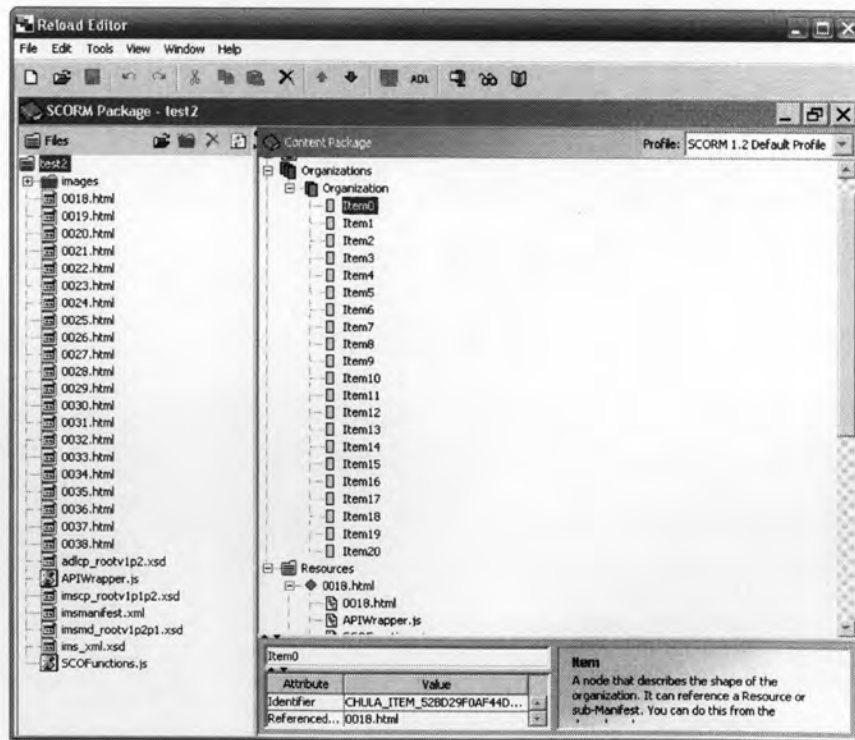 Reload Editor
File Edit Tools View Window Help
ADL
SCORM Package - test2
Files
test2
images
0018.html
0019.html
0020.html
0021.html
0022.html
0023.html
0024.html
0025.html
0026.html
0027.html
0028.html
0029.html
0030.html
0031.html
0032.html
0033.html
0034.html
0035.html
0036.html
0037.html
0038.html
adlcp_rootv1p2.xsd
APIWrapper.js
imscp_rootv1p1p2.xsd
imsmanifest.xml
imsmd_rootv1p2p1.xsd
ims_xml.xsd
SCOFunctions.js
Content Package
Profile: SCORM 1.2 Default Profile
Organizations
Organization
Item0
Item1
Item2
Item3
Item4
Item5
Item6
Item7
Item8
Item9
Item10
Item11
Item12
Item13
Item14
Item15
Item16
Item17
Item18
Item19
Item20
Resources
0018.html
0018.html
APIWrapper.js
Item0
Attribute Value
Identifier CHULA_ITEM_52BD29F0AF44D...
Referenced... 0018.html
Item
A node that describes the shape of the
organization. It can reference a Resource or
sub-Manifest. You can do this from the